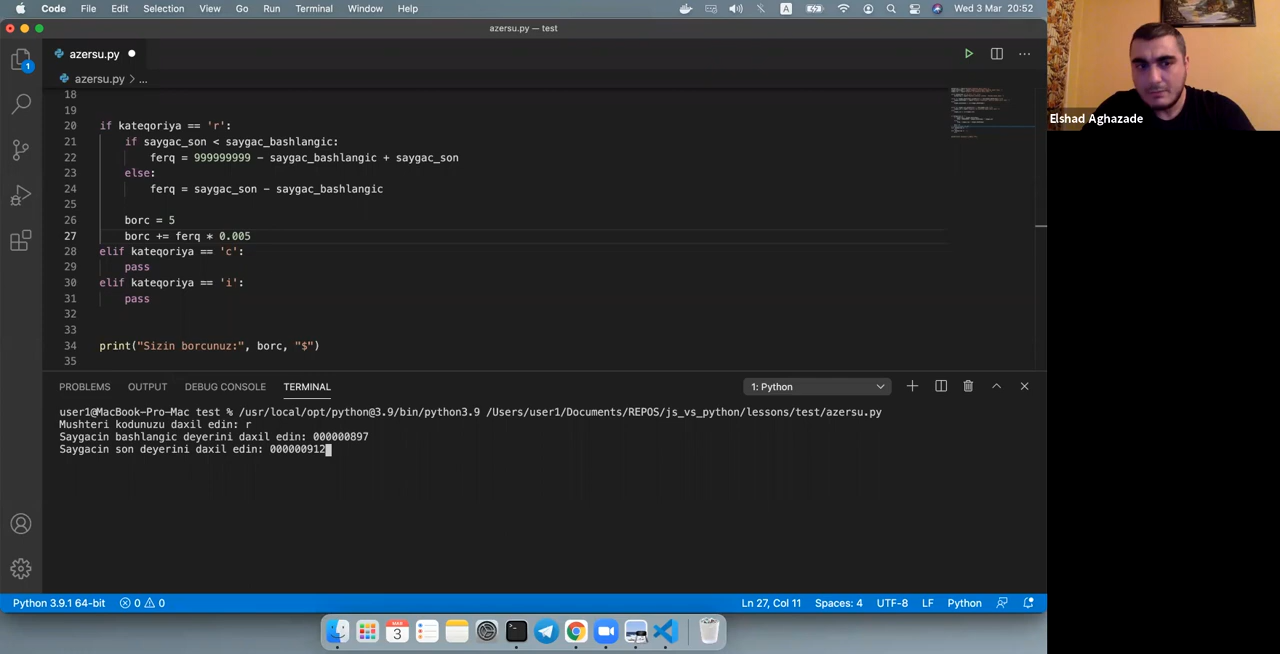 Code File Edit Selection View Go Run Terminal Window Help
A
Wed 3 Mar 20:52
azersu.py — test
azersu.py
azersu.py > ...
18
19
20 if kateqoriya == 'r':
21 if saygac_son < saygac_bashlangic:
22 ferq = 999999999 - saygac_bashlangic + saygac_son
23 else:
24 ferq = saygac_son - saygac_bashlangic
25
26 borc = 5
27 borc += ferq * 0.005
28 elif kateqoriya == 'c':
29 pass
30 elif kateqoriya == 'i':
31 pass
32
33
34 print("Sizin borcunuz:", borc, "$")
35
PROBLEMS OUTPUT DEBUG CONSOLE TERMINAL
1: Python
user1@MacBook-Pro-Mac test % /usr/local/opt/python@3.9/bin/python3.9 /Users/user1/Documents/REPOS/js_vs_python/lessons/test/azersu.py
Mushteri kodunuzu daxil edin: r
Saygacin bashlangic deyerini daxil edin: 000000897
Saygacin son deyerini daxil edin: 000000912
1
Python 3.9.1 64-bit 0 0
Ln 27, Col 11 Spaces: 4 UTF-8 LF Python
MAR
3
Elshad Aghazade